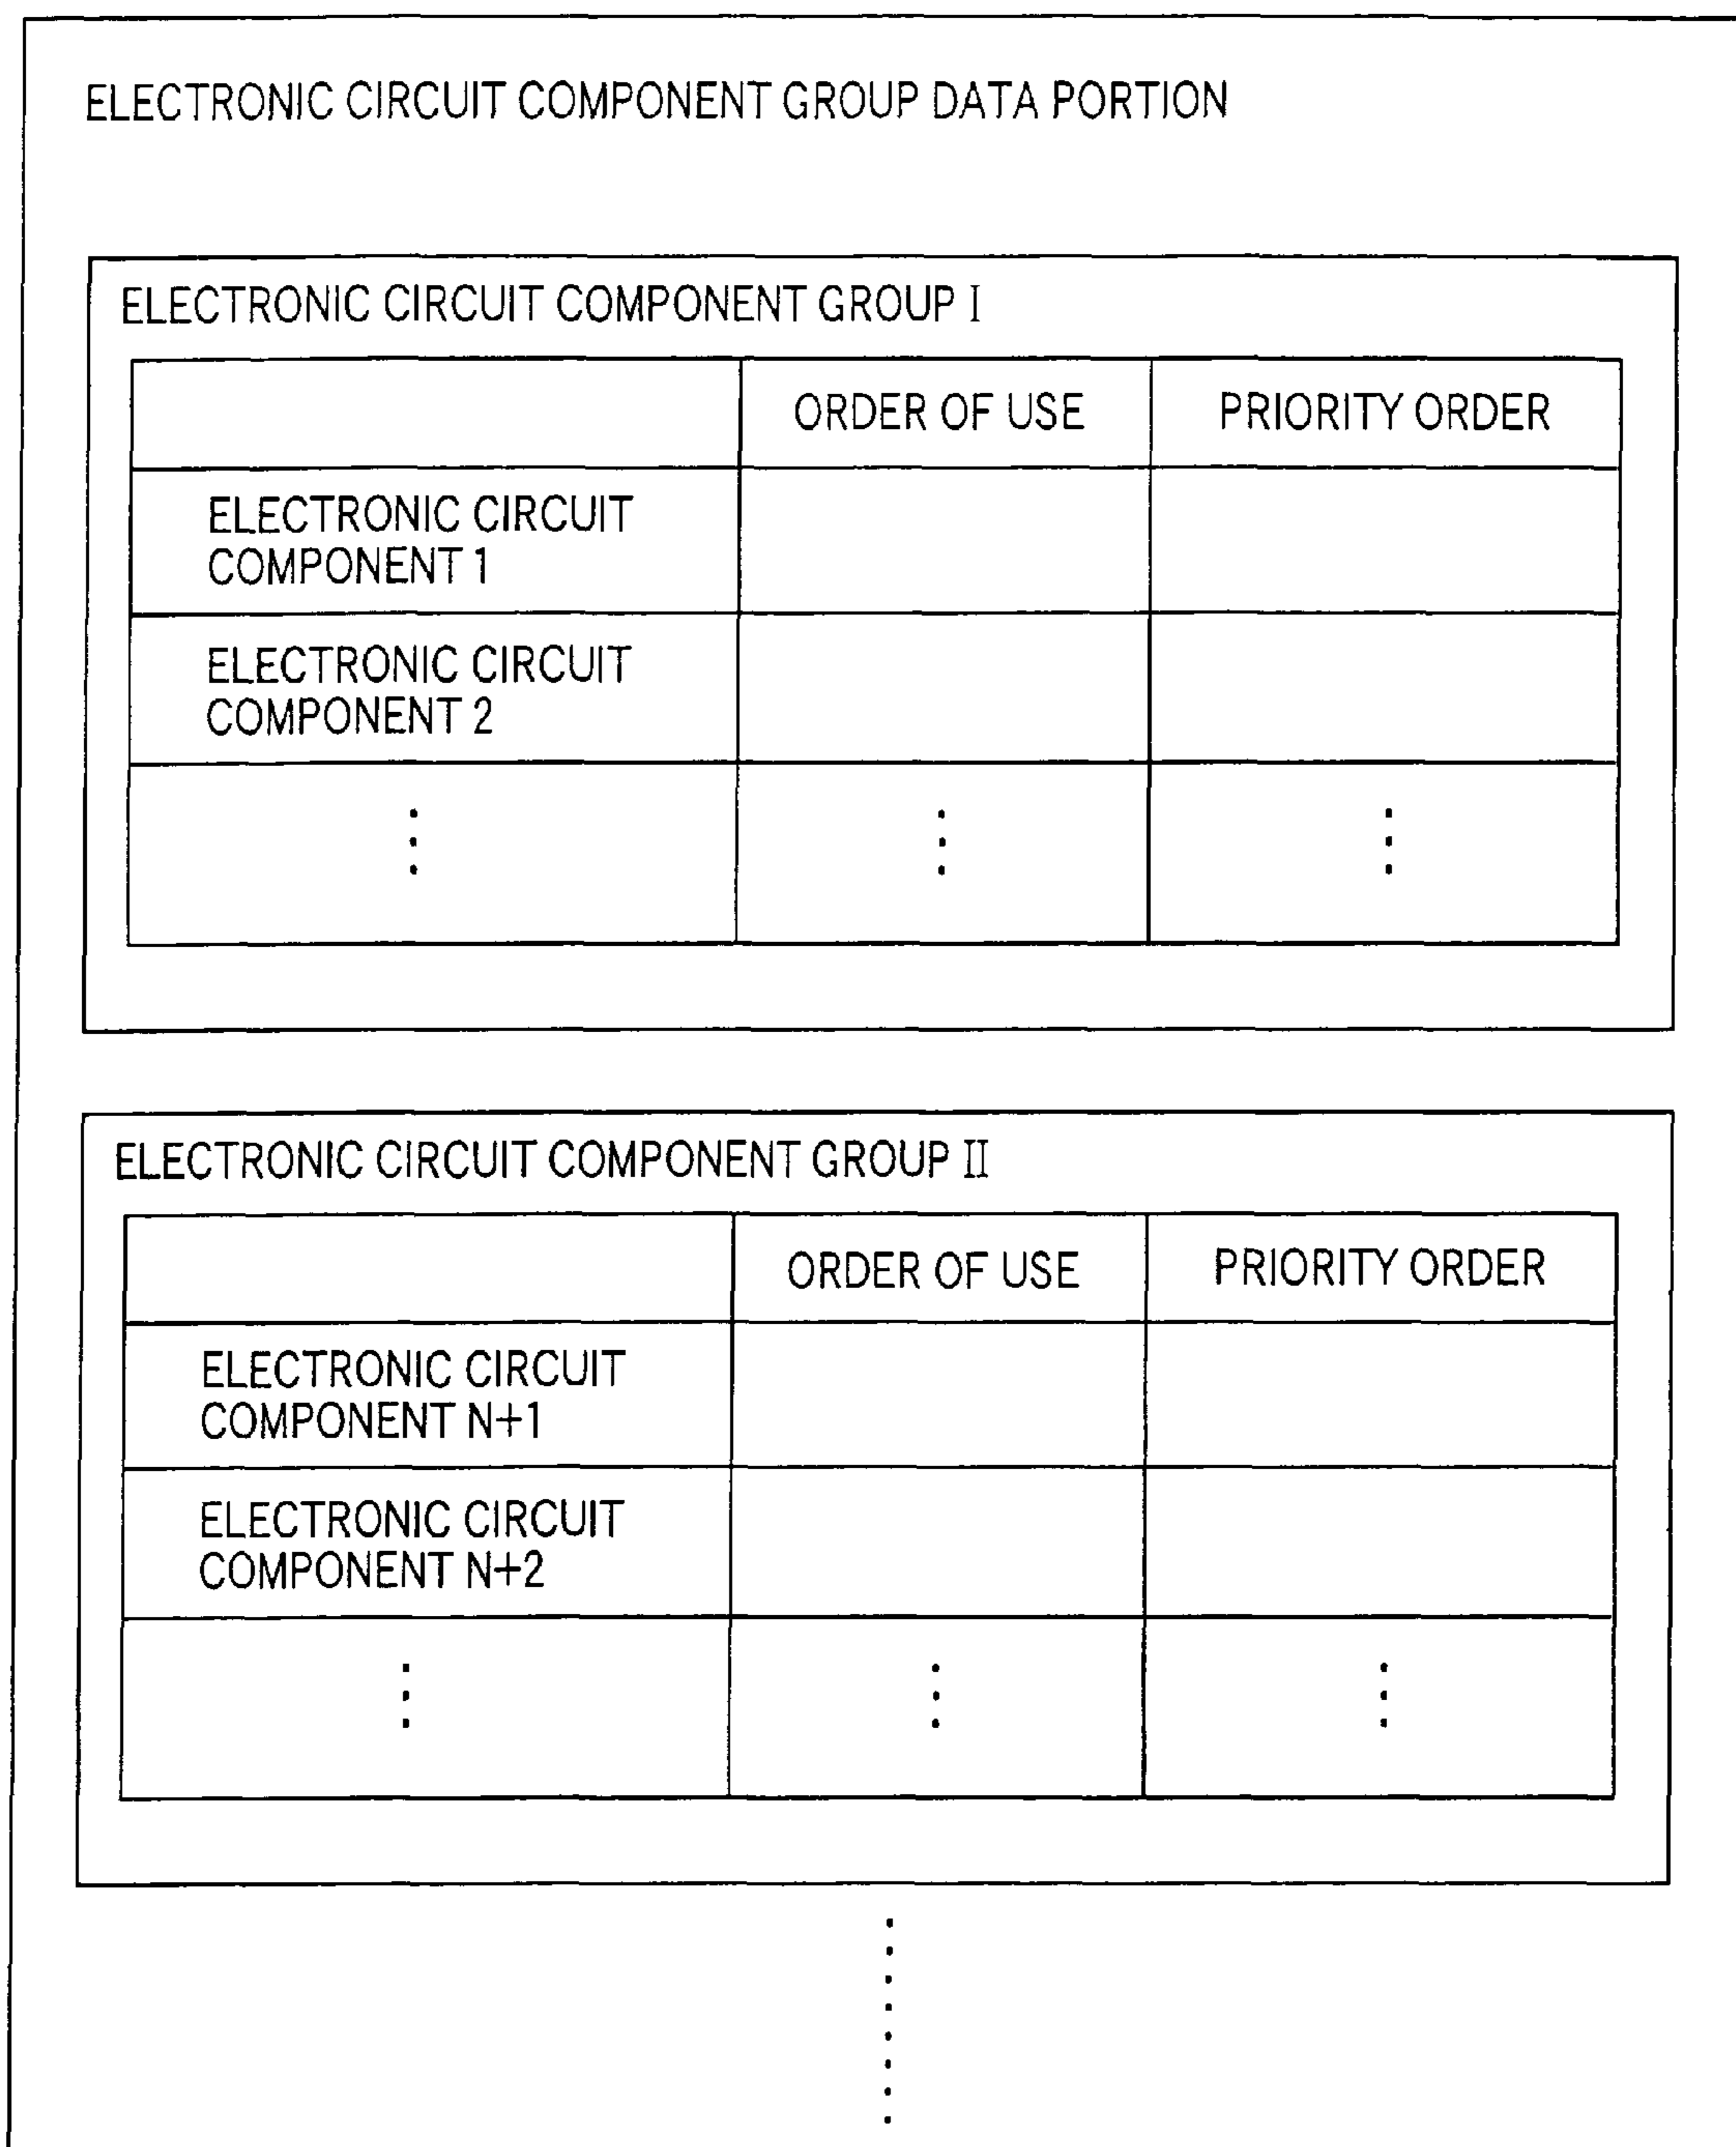 ELECTRONIC CIRCUIT COMPONENT GROUP DATA PORTION
ELECTRONIC CIRCUIT COMPONENT GROUP I
ORDER OF USE PRIORITY ORDER
ELECTRONIC CIRCUIT
COMPONENT 1
ELECTRONIC CIRCUIT
COMPONENT 2
ELECTRONIC CIRCUIT COMPONENT GROUP II
ORDER OF USE PRIORITY ORDER
ELECTRONIC CIRCUIT
COMPONENT N+1
ELECTRONIC CIRCUIT
COMPONENT N+2